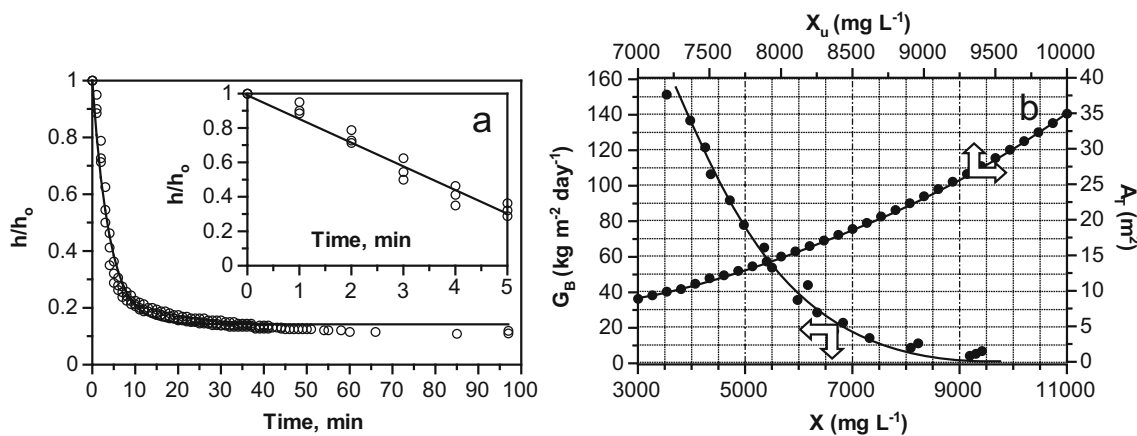 a
h/h₀
1
0.8
0.6
0.4
0.2
0
0 10 20 30 40 50 60 70 80 90 100
Time, min
h/h₀
1
0.8
0.6
0.4
0.2
0
Time, min
0 1 2 3 4 5
b
Xᵤ (mg L⁻¹)
7000 7500 8000 8500 9000 9500 10000
G_B (kg m⁻² day⁻¹)
160
140
120
100
80
60
40
20
0
40
35
30
25
20
15
10
5
0
A_T (m²)
3000 5000 7000 9000 11000
X (mg L⁻¹)